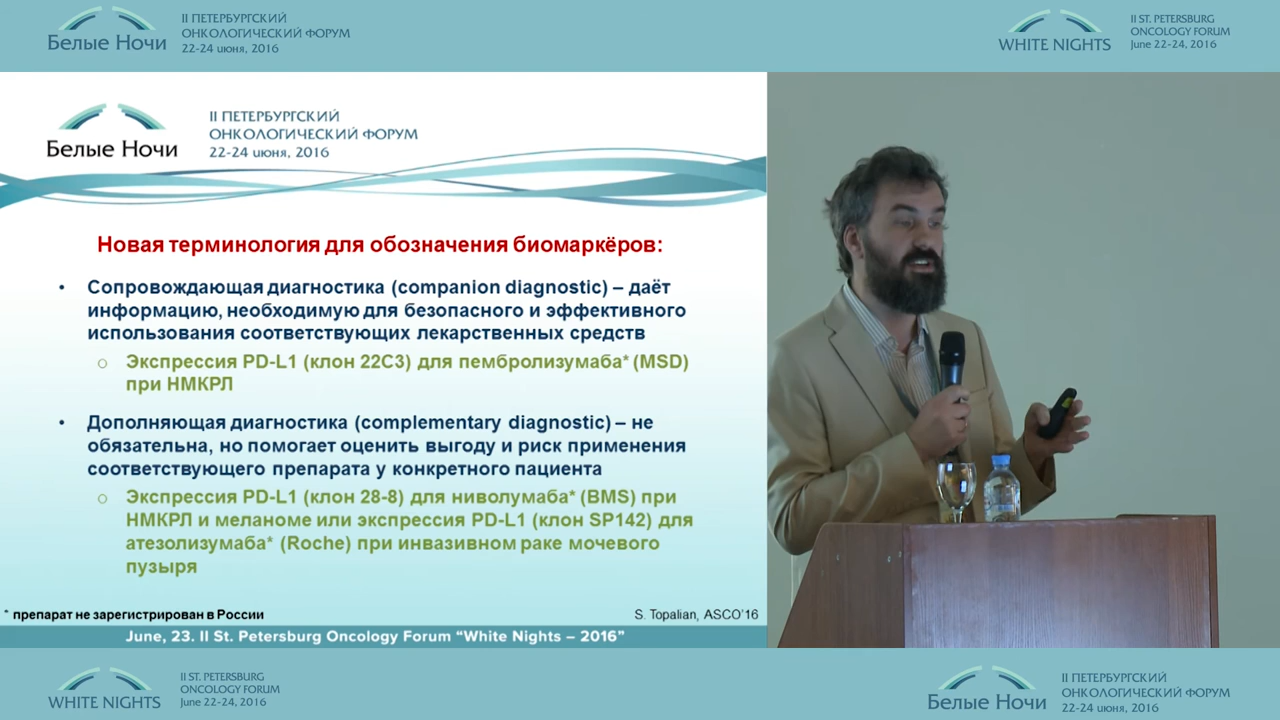 II ПЕТЕРБУРГСКИЙ
ОНКОЛОГИЧЕСКИЙ ФОРУМ
22-24 июня, 2016
Белые Ночи
II ST. PETERSBURG
ONCOLOGY FORUM
June 22-24, 2016
WHITE NIGHTS
II ПЕТЕРБУРГСКИЙ
ОНКОЛОГИЧЕСКИЙ ФОРУМ
22-24 июня, 2016
Белые Ночи
Новая терминология для обозначения биомаркёров:
• Сопровождающая диагностика (companion diagnostic) – даёт
информацию, необходимую для безопасного и эффективного
использования соответствующих лекарственных средств
o Экспрессия PD-L1 (клон 22C3) для пембролизумаба* (MSD)
при НМКРЛ
• Дополняющая диагностика (complementary diagnostic) – не
обязательна, но помогает оценить выгоду и риск применения
соответствующего препарата у конкретного пациента
o Экспрессия PD-L1 (клон 28-8) для ниволумаба* (BMS) при
НМКРЛ и меланоме или экспрессия PD-L1 (клон SP142) для
атезолизумаба* (Roche) при инвазивном раке мочевого
пузыря
* препарат не зарегистрирован в России
S. Topalian, ASCO'16
June, 23. II St. Petersburg Oncology Forum “White Nights – 2016”
II ST. PETERSBURG
ONCOLOGY FORUM
June 22-24, 2016
WHITE NIGHTS
II ПЕТЕРБУРГСКИЙ
ОНКОЛОГИЧЕСКИЙ ФОРУМ
22-24 июня, 2016
Белые Ночи